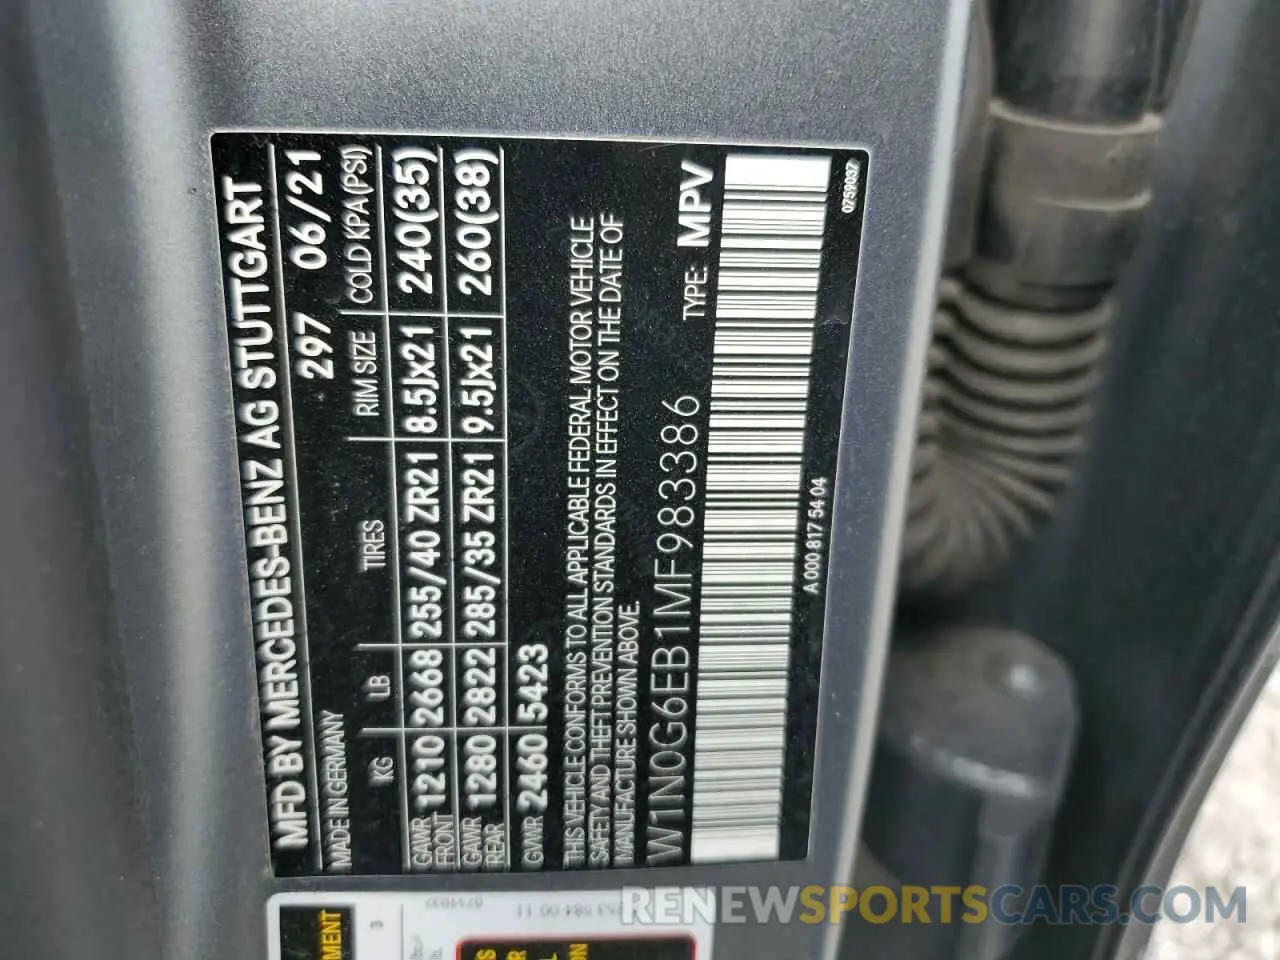 MFD BY MERCEDES-BENZ AG STUTTGART
MADE IN GERMANY 297 06/21
KG LB TIRES RIM SIZE COLD KPA(PSI)
GAWR FRONT 1210 2668 255/40 ZR21 8.5Jx21 240(35)
GAWR REAR 1280 2822 285/35 ZR21 9.5Jx21 260(38)
GVWR 2460 5423
THIS VEHICLE CONFORMS TO ALL APPLICABLE FEDERAL MOTOR VEHICLE
SAFETY AND THEFT PREVENTION STANDARDS IN EFFECT ON THE DATE OF
MANUFACTURE SHOWN ABOVE.
W1N0G6EB1MF983386 TYPE: MPV
A 000 817 54 04
0759037
RENEWSPORTSCARS.COM